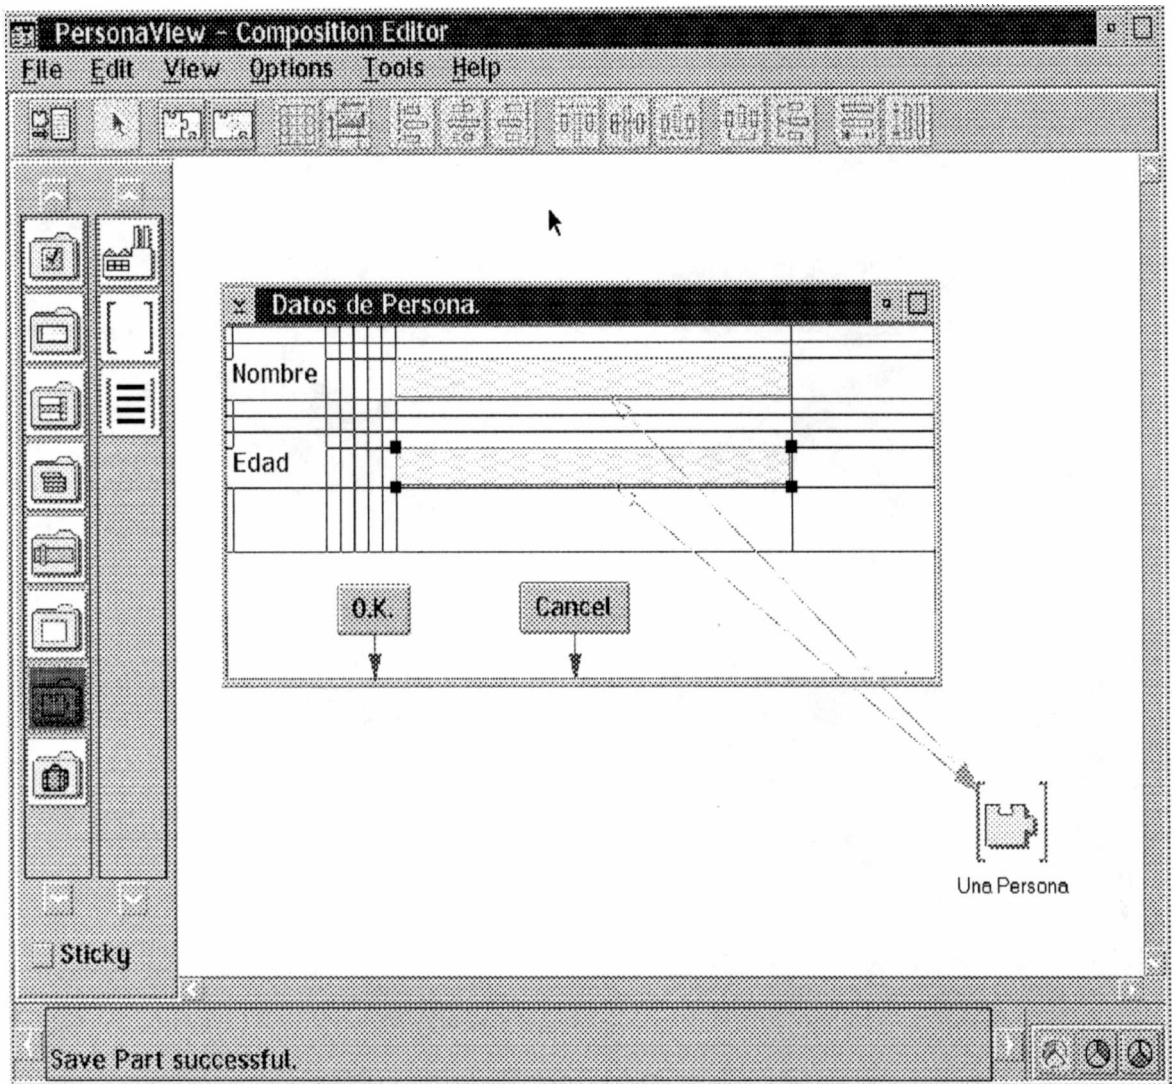 PersonaView - Composition Editor
File Edit View Options Tools Help
Datos de Persona.
Nombre
Edad
O.K. Cancel
Una Persona
Sticky
Save Part successful.